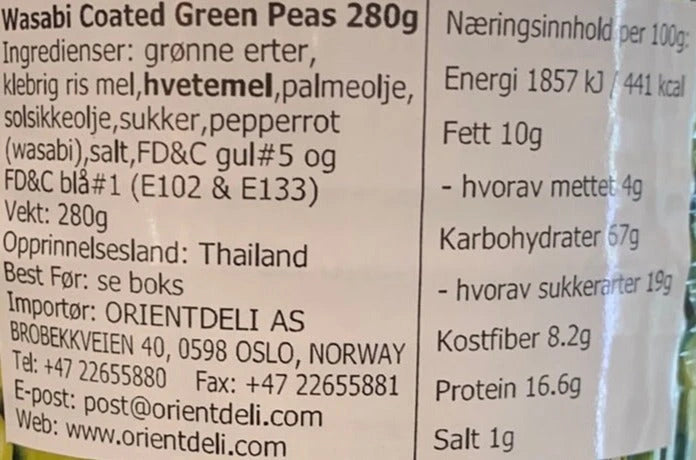 Wasabi Coated Green Peas 280g
Ingredienser: grønne erter,
klebrig ris mel,hvetemel,palmeolje,
solsikkeolje,sukker,pepperrot
(wasabi),salt,FD&C gul#5 og
FD&C blå#1 (E102 & E133)
Vekt: 280g
Opprinnelsesland: Thailand
Best Før: se boks
Importør: ORIENTDELI AS
BROBEKKVEIEN 40, 0598 OSLO, NORWAY
Tel: +47 22655880 Fax: +47 22655881
E-post: post@orientdeli.com
Web: www.orientdeli.com
Næringsinnhold per 100g:
Energi 1857 kJ / 441 kcal
Fett 10g
- hvorav mettet 4g
Karbohydrater 67g
- hvorav sukkerarter 19g
Kostfiber 8.2g
Protein 16.6g
Salt 1g